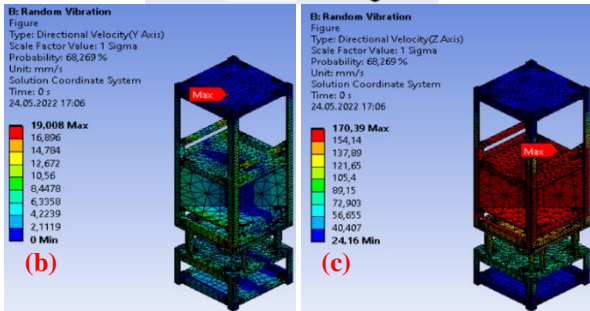 B: Random Vibration
Figure
Type: Directional Velocity(Y Axis)
Scale Factor Value: 1 Sigma
Probability: 68,269 %
Unit: mm/s
Solution Coordinate System
Time: 0 s
24.05.2022 17:06
Max
19,008 Max
16,896
14,784
12,672
10,56
8,4478
6,3358
4,2239
2,1119
0 Min
(b)
B: Random Vibration
Figure
Type: Directional Velocity(Z Axis)
Scale Factor Value: 1 Sigma
Probability: 68,269 %
Unit: mm/s
Solution Coordinate System
Time: 0 s
24.05.2022 17:06
Max
170,39 Max
154,14
137,89
121,65
105,4
89,15
72,903
56,655
40,407
24,16 Min
(c)